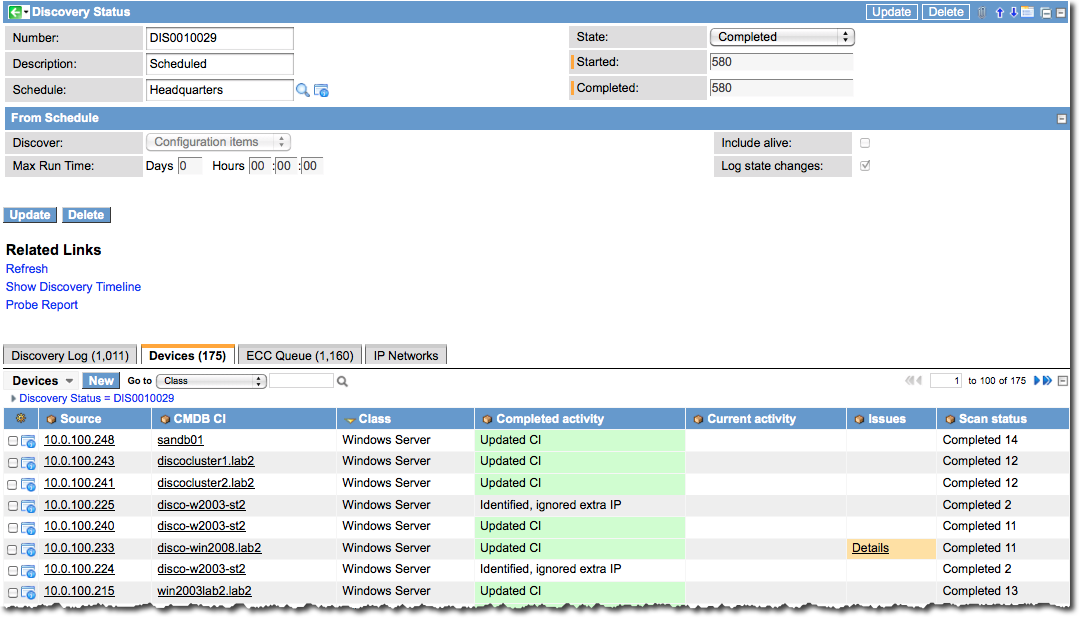 Discovery Status Update Delete
Number: DIS0010029 State: Completed
Description: Scheduled Started: 580
Schedule: Headquarters Completed: 580
From Schedule
Discover: Configuration items Include alive:
Max Run Time: Days 0 Hours 00 : 00 : 00 Log state changes:
Update Delete
Related Links
Refresh
Show Discovery Timeline
Probe Report
Discovery Log (1,011) Devices (175) ECC Queue (1,160) IP Networks
Devices New Go to Class 1 to 100 of 175
Discovery Status = DIS0010029
Source CMDB CI Class Completed activity Current activity Issues Scan status
10.0.100.248 sandb01 Windows Server Updated CI Completed 14
10.0.100.243 discocluster1.lab2 Windows Server Updated CI Completed 12
10.0.100.241 discocluster2.lab2 Windows Server Updated CI Completed 12
10.0.100.225 disco-w2003-st2 Windows Server Identified, ignored extra IP Completed 2
10.0.100.240 disco-w2003-st2 Windows Server Updated CI Completed 11
10.0.100.233 disco-win2008.lab2 Windows Server Updated CI Details Completed 11
10.0.100.224 disco-w2003-st2 Windows Server Identified, ignored extra IP Completed 2
10.0.100.215 win2003lab2.lab2 Windows Server Updated CI Completed 13